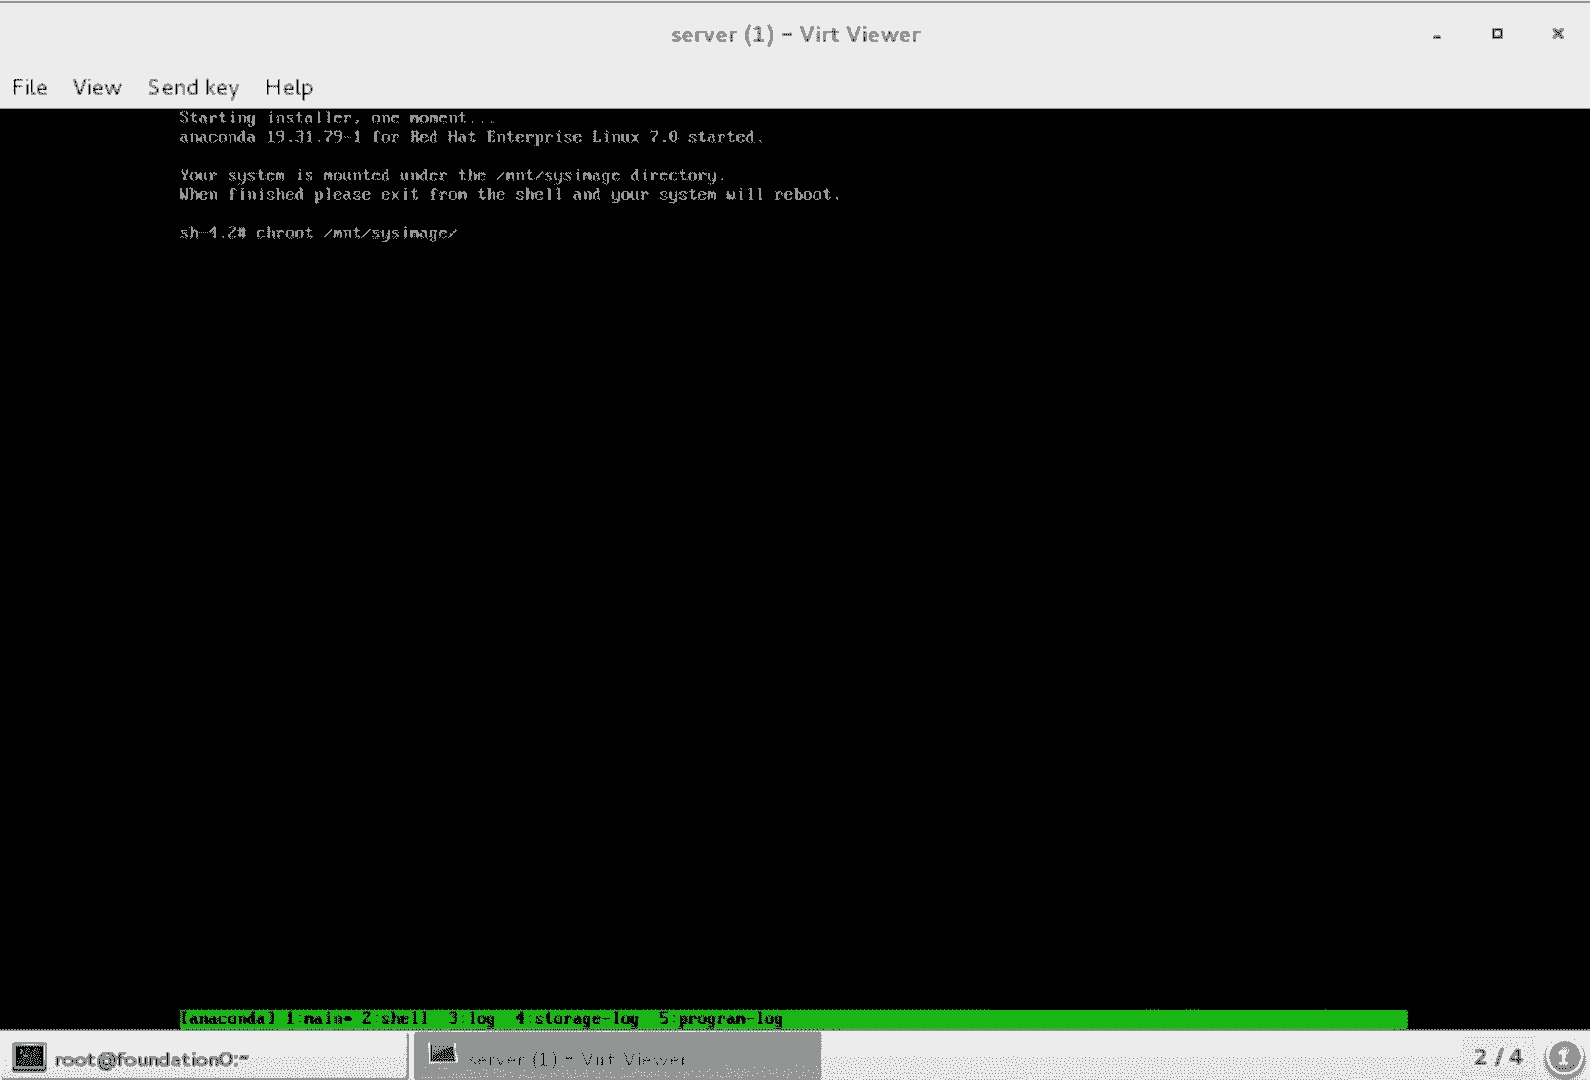 server (1) - Virt Viewer
File View Send key Help
Starting installer, one moment...
anaconda 19.31.79-1 for Red Hat Enterprise Linux 7.0 started.
Your system is mounted under the /mnt/sysimage directory.
When finished please exit from the shell and your system will reboot.
sh-4.2# chroot /mnt/sysimage/
[anaconda] 1:main* 2:shell  3:log  4:storage-log  5:program-log
root@foundation0:~
server (1) - Virt Viewer
2 / 4
1